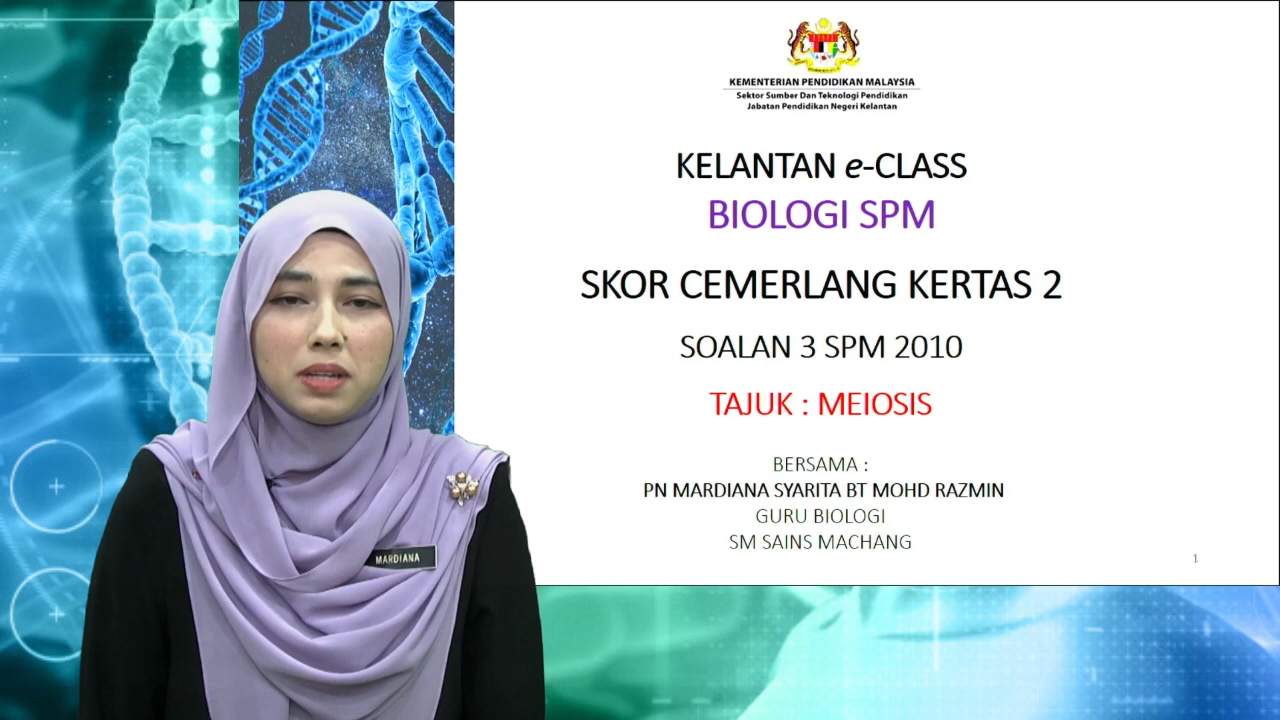 KEMENTERIAN PENDIDIKAN MALAYSIA
Sektor Sumber Dan Teknologi Pendidikan
Jabatan Pendidikan Negeri Kelantan
KELANTAN e-CLASS
BIOLOGI SPM
SKOR CEMERLANG KERTAS 2
SOALAN 3 SPM 2010
TAJUK : MEIOSIS
BERSAMA :
PN MARDIANA SYARITA BT MOHD RAZMIN
GURU BIOLOGI
SM SAINS MACHANG
1
MARDIANA